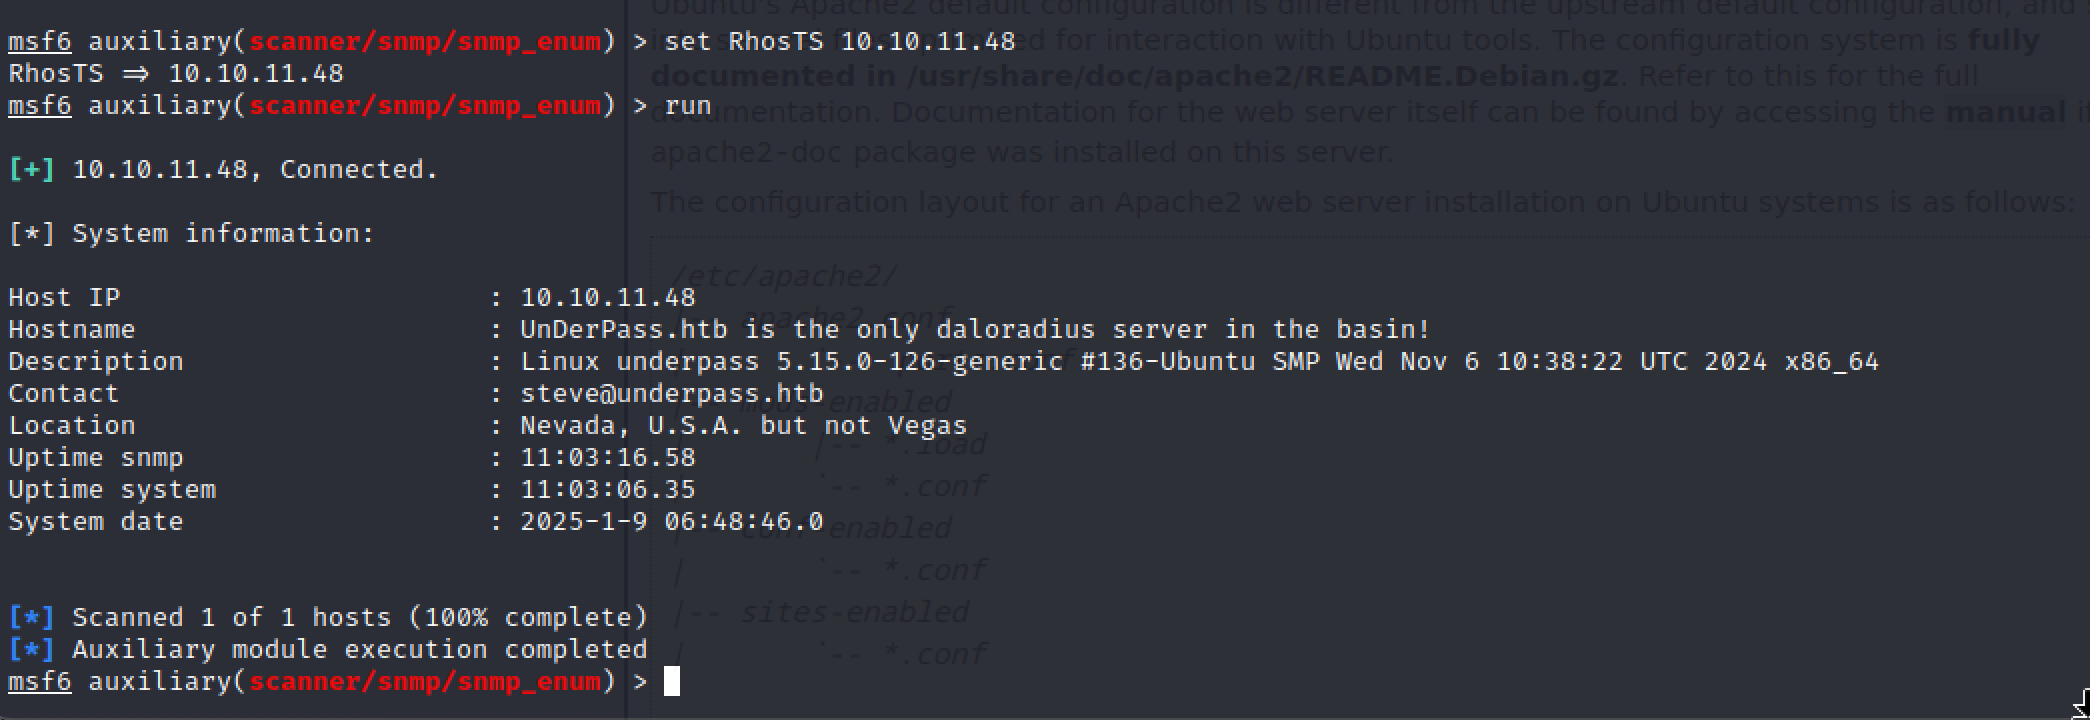 msf6 auxiliary(scanner/snmp/snmp_enum) > set RhosTS 10.10.11.48
RhosTS ⇒ 10.10.11.48
msf6 auxiliary(scanner/snmp/snmp_enum) > run
[+] 10.10.11.48, Connected.
[*] System information:
Host IP : 10.10.11.48
Hostname : UnDerPass.htb is the only daloradius server in the basin!
Description : Linux underpass 5.15.0-126-generic #136-Ubuntu SMP Wed Nov 6 10:38:22 UTC 2024 x86_64
Contact : steve@underpass.htb
Location : Nevada, U.S.A. but not Vegas
Uptime snmp : 11:03:16.58
Uptime system : 11:03:06.35
System date : 2025-1-9 06:48:46.0
[*] Scanned 1 of 1 hosts (100% complete)
[*] Auxiliary module execution completed
msf6 auxiliary(scanner/snmp/snmp_enum) >
Ubuntu's Apache2 default configuration is different from the upstream default configuration, and
for interaction with Ubuntu tools. The configuration system is fully
documented in /usr/share/doc/apache2/README.Debian.gz. Refer to this for the full
documentation. Documentation for the web server itself can be found by accessing the manual
apache2-doc package was installed on this server.
The configuration layout for an Apache2 web server installation on Ubuntu systems is as follows:
/etc/apache2/
apache2.conf
mods-enabled
|-- *.load
`-- *.conf
conf-enabled
| `-- *.conf
|-- sites-enabled
| `-- *.conf